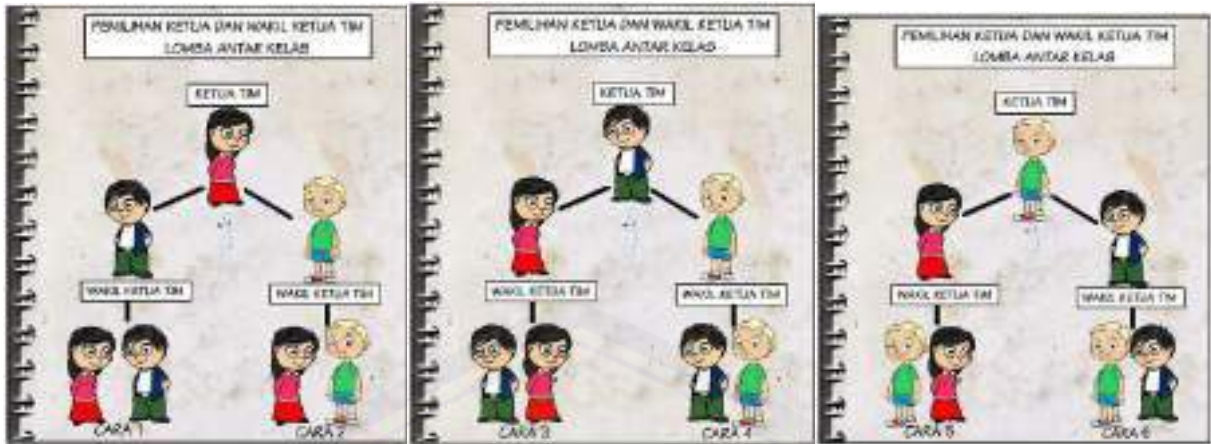 PEMILIHAN KETUA DAN WAKIL KETUA TIM
LOMBA ANTAR KELAS
KETUA TIM
WAKIL KETUA TIM
WAKIL KETUA TIM
CARA 1
CARA 2
PEMILIHAN KETUA DAN WAKIL KETUA TIM
LOMBA ANTAR KELAS
KETUA TIM
WAKIL KETUA TIM
WAKIL KETUA TIM
CARA 3
CARA 4
PEMILIHAN KETUA DAN WAKIL KETUA TIM
LOMBA ANTAR KELAS
KETUA TIM
WAKIL KETUA TIM
WAKIL KETUA TIM
CARA 5
CARA 6